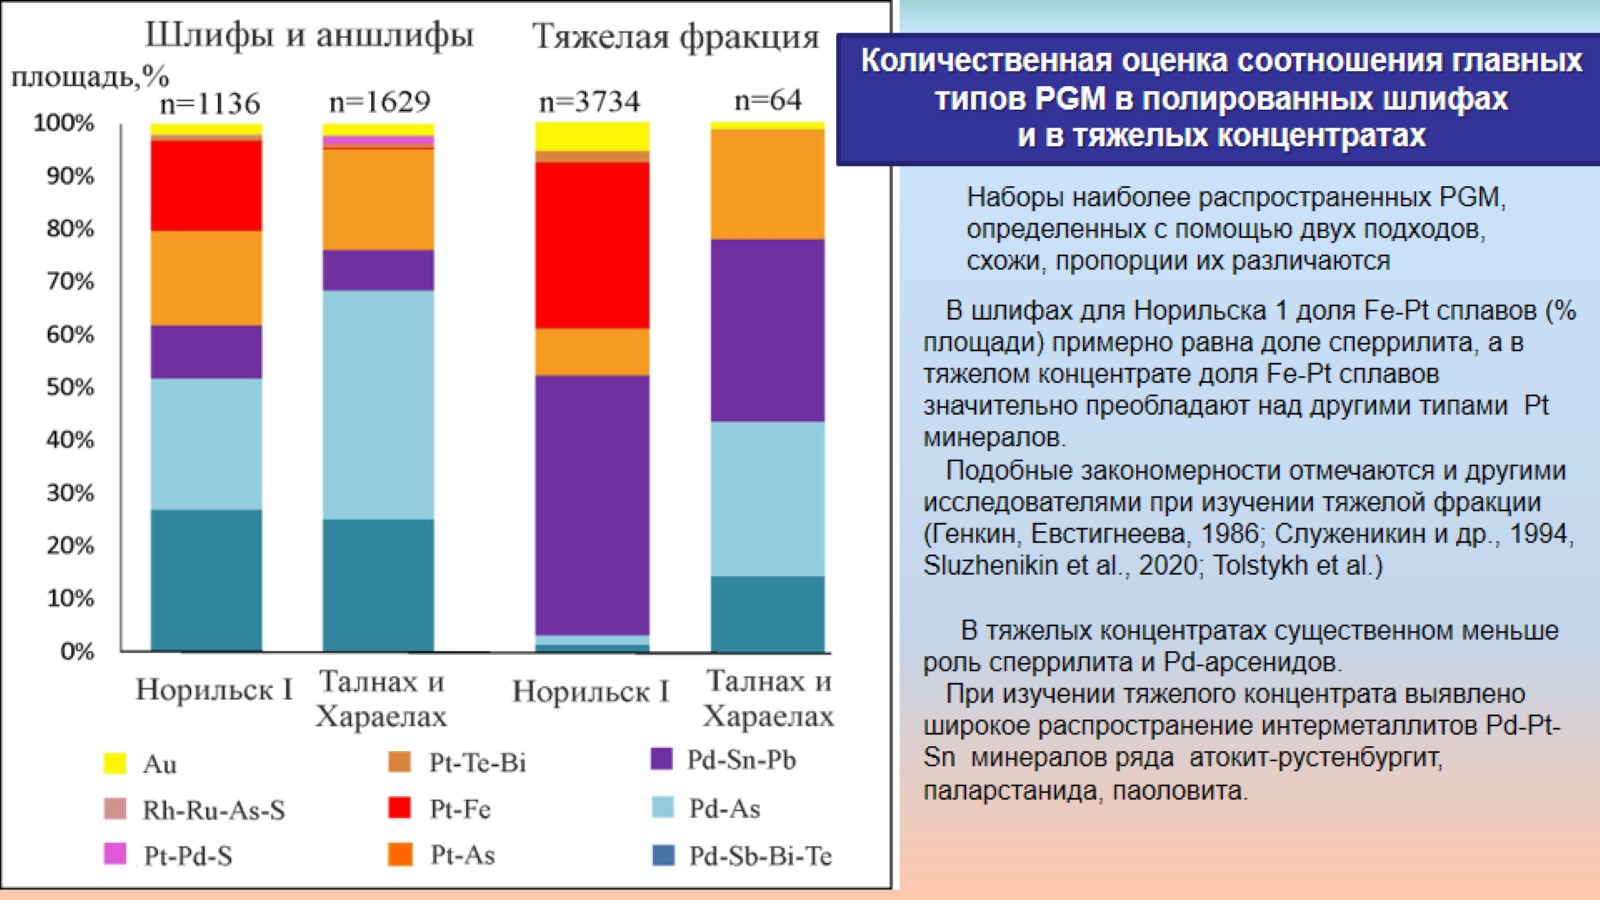 Шлифы и аншлифы
Тяжелая фракция
площадь,%
n=1136
n=1629
n=3734
n=64
100%
90%
80%
70%
60%
50%
40%
30%
20%
10%
0%
Норильск I
Талнах и
Хараелах
Норильск I
Талнах и
Хараелах
Au
Pt-Te-Bi
Pd-Sn-Pb
Rh-Ru-As-S
Pt-Fe
Pd-As
Pt-Pd-S
Pt-As
Pd-Sb-Bi-Te
Количественная оценка соотношения главных
типов PGM в полированных шлифах
и в тяжелых концентратах
Наборы наиболее распространенных PGM,
определенных с помощью двух подходов,
схожи, пропорции их различаются
В шлифах для Норильска 1 доля Fe-Pt сплавов (%
площади) примерно равна доле сперрилита, а в
тяжелом концентрате доля Fe-Pt сплавов
значительно преобладают над другими типами Pt
минералов.
Подобные закономерности отмечаются и другими
исследователями при изучении тяжелой фракции
(Генкин, Евстигнеева, 1986; Служеникин и др., 1994,
Sluzhenikin et al., 2020; Tolstykh et al.)
В тяжелых концентратах существенном меньше
роль сперрилита и Pd-арсенидов.
При изучении тяжелого концентрата выявлено
широкое распространение интерметаллитов Pd-Pt-
Sn минералов ряда атокит-рустенбургит,
паларстанида, паоловита.